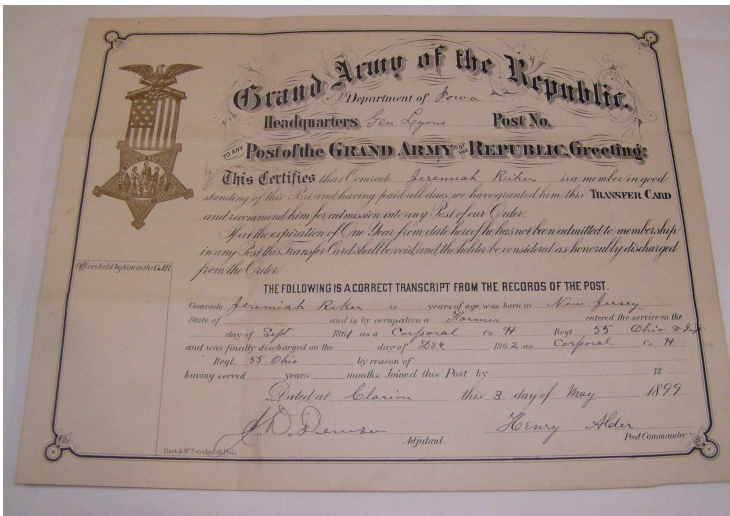 Grand Army of the Republic.
Department of Iowa
Headquarters Gen Lyons Post No.
TO ANY Post of the GRAND ARMY OF THE REPUBLIC, Greeting:
This Certifies that Comrade Jeremiah Riker is a member in good
standing of this Post and having paid all dues, we have granted him this TRANSFER CARD
and recommend him for admission into any Post of our Order.
If at the expiration of One Year from date hereof he has not been admitted to membership
in any Post this Transfer Card shall be void, and the holder be considered as honorably discharged
from the Order.
Offices held by him in the G.A.R.
THE FOLLOWING IS A CORRECT TRANSCRIPT FROM THE RECORDS OF THE POST.
Comrade Jeremiah Riker is years of age, was born in New Jersey
State of and is by occupation a Farmer entered the service on the
day of Sept 1861 as a Corporal Co H Regt 55 Ohio
and was finally discharged on the day of Dec 1862 as Corporal Co H
Regt 55 Ohio by reason of
having served years months. Joined this Post by 18
Dated at Clarion this 3 day of May 1899
J. D. Denison Henry Alder
Adjutant. Post Commander.